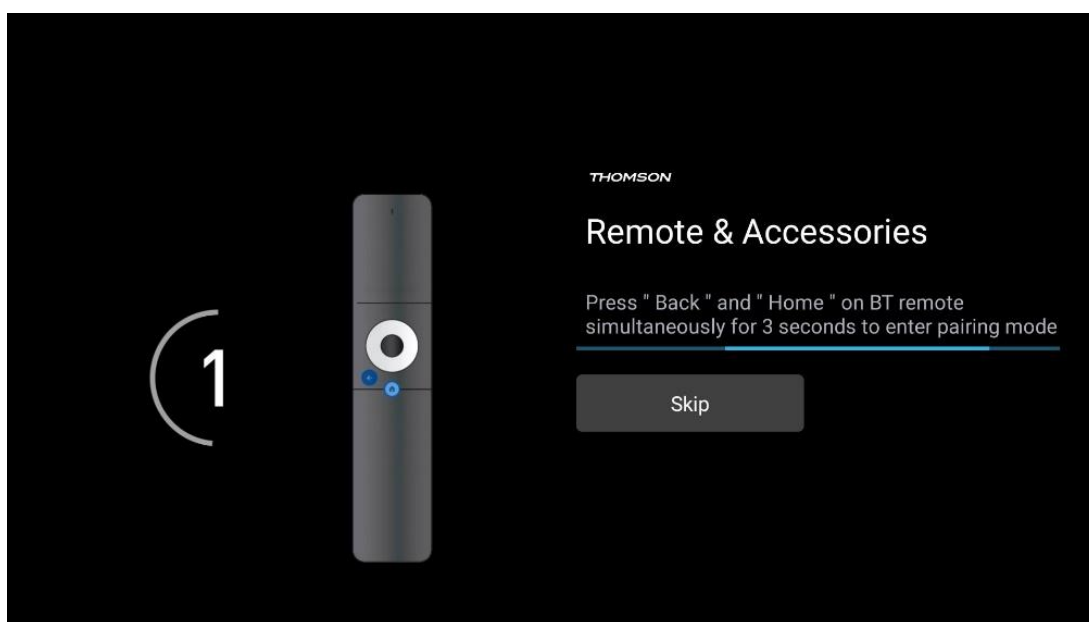 1
THOMSON
Remote & Accessories
Press " Back " and " Home " on BT remote
simultaneously for 3 seconds to enter pairing mode
Skip